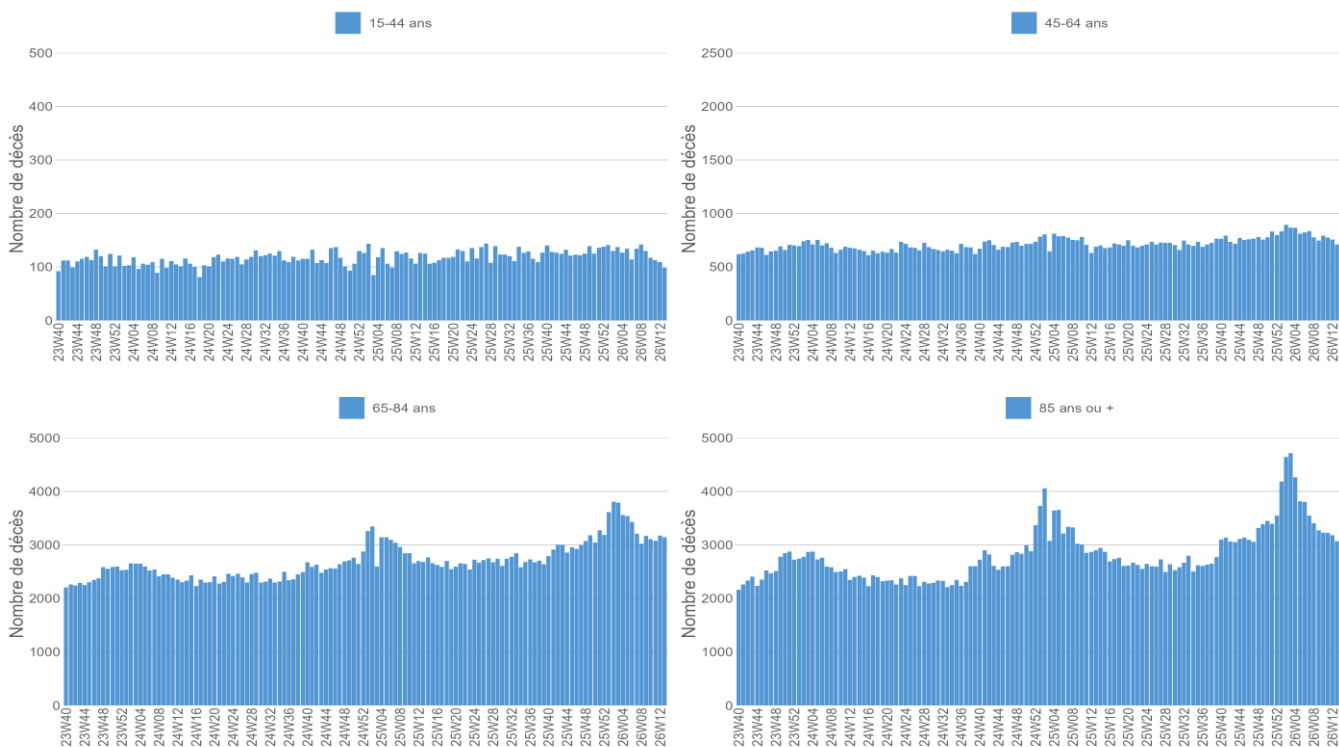 15-44 ans
Nombre de décès
500
400
300
200
100
0
23W40
23W44
23W48
23W52
24W04
24W08
24W12
24W16
24W20
24W24
24W28
24W32
24W36
24W40
24W44
24W48
24W52
25W04
25W08
25W12
25W16
25W20
25W24
25W28
25W32
25W36
25W40
25W44
25W48
25W52
26W04
26W08
26W12
45-64 ans
Nombre de décès
2500
2000
1500
1000
500
0
23W40
23W44
23W48
23W52
24W04
24W08
24W12
24W16
24W20
24W24
24W28
24W32
24W36
24W40
24W44
24W48
24W52
25W04
25W08
25W12
25W16
25W20
25W24
25W28
25W32
25W36
25W40
25W44
25W48
25W52
26W04
26W08
26W12
65-84 ans
Nombre de décès
5000
4000
3000
2000
1000
0
23W40
23W44
23W48
23W52
24W04
24W08
24W12
24W16
24W20
24W24
24W28
24W32
24W36
24W40
24W44
24W48
24W52
25W04
25W08
25W12
25W16
25W20
25W24
25W28
25W32
25W36
25W40
25W44
25W48
25W52
26W04
26W08
26W12
85 ans ou +
Nombre de décès
5000
4000
3000
2000
1000
0
23W40
23W44
23W48
23W52
24W04
24W08
24W12
24W16
24W20
24W24
24W28
24W32
24W36
24W40
24W44
24W48
24W52
25W04
25W08
25W12
25W16
25W20
25W24
25W28
25W32
25W36
25W40
25W44
25W48
25W52
26W04
26W08
26W12